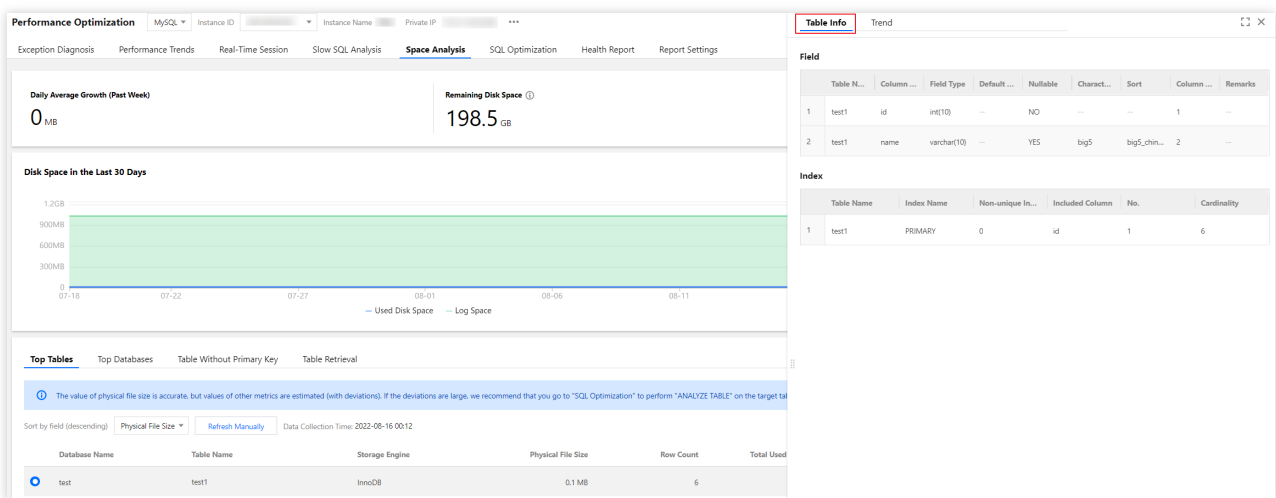 Performance Optimization MySQL Instance ID Instance Name Private IP •••
Exception Diagnosis Performance Trends Real-Time Session Slow SQL Analysis Space Analysis SQL Optimization Health Report Report Settings
Daily Average Growth (Past Week)
0 MB
Remaining Disk Space
198.5 GB
Disk Space in the Last 30 Days
1.2GB
900MB
600MB
300MB
0
07-18 07-22 07-27 08-01 08-06 08-11
Used Disk Space Log Space
Top Tables Top Databases Table Without Primary Key Table Retrieval
The value of physical file size is accurate, but values of other metrics are estimated (with deviations). If the deviations are large, we recommend that you go to "SQL Optimization" to perform "ANALYZE TABLE" on the target tal
Sort by field (descending) Physical File Size Refresh Manually Data Collection Time: 2022-08-16 00:12
Database Name Table Name Storage Engine Physical File Size Row Count Total Used
test test1 InnoDB 0.1 MB 6
Table Info Trend
Field
Table N... Column ... Field Type Default ... Nullable Charact... Sort Column ... Remarks
1 test1 id int(10) -- NO -- -- 1 --
2 test1 name varchar(10) -- YES big5 big5_chin... 2 --
Index
Table Name Index Name Non-unique In... Included Column No. Cardinality
1 test1 PRIMARY 0 id 1 6